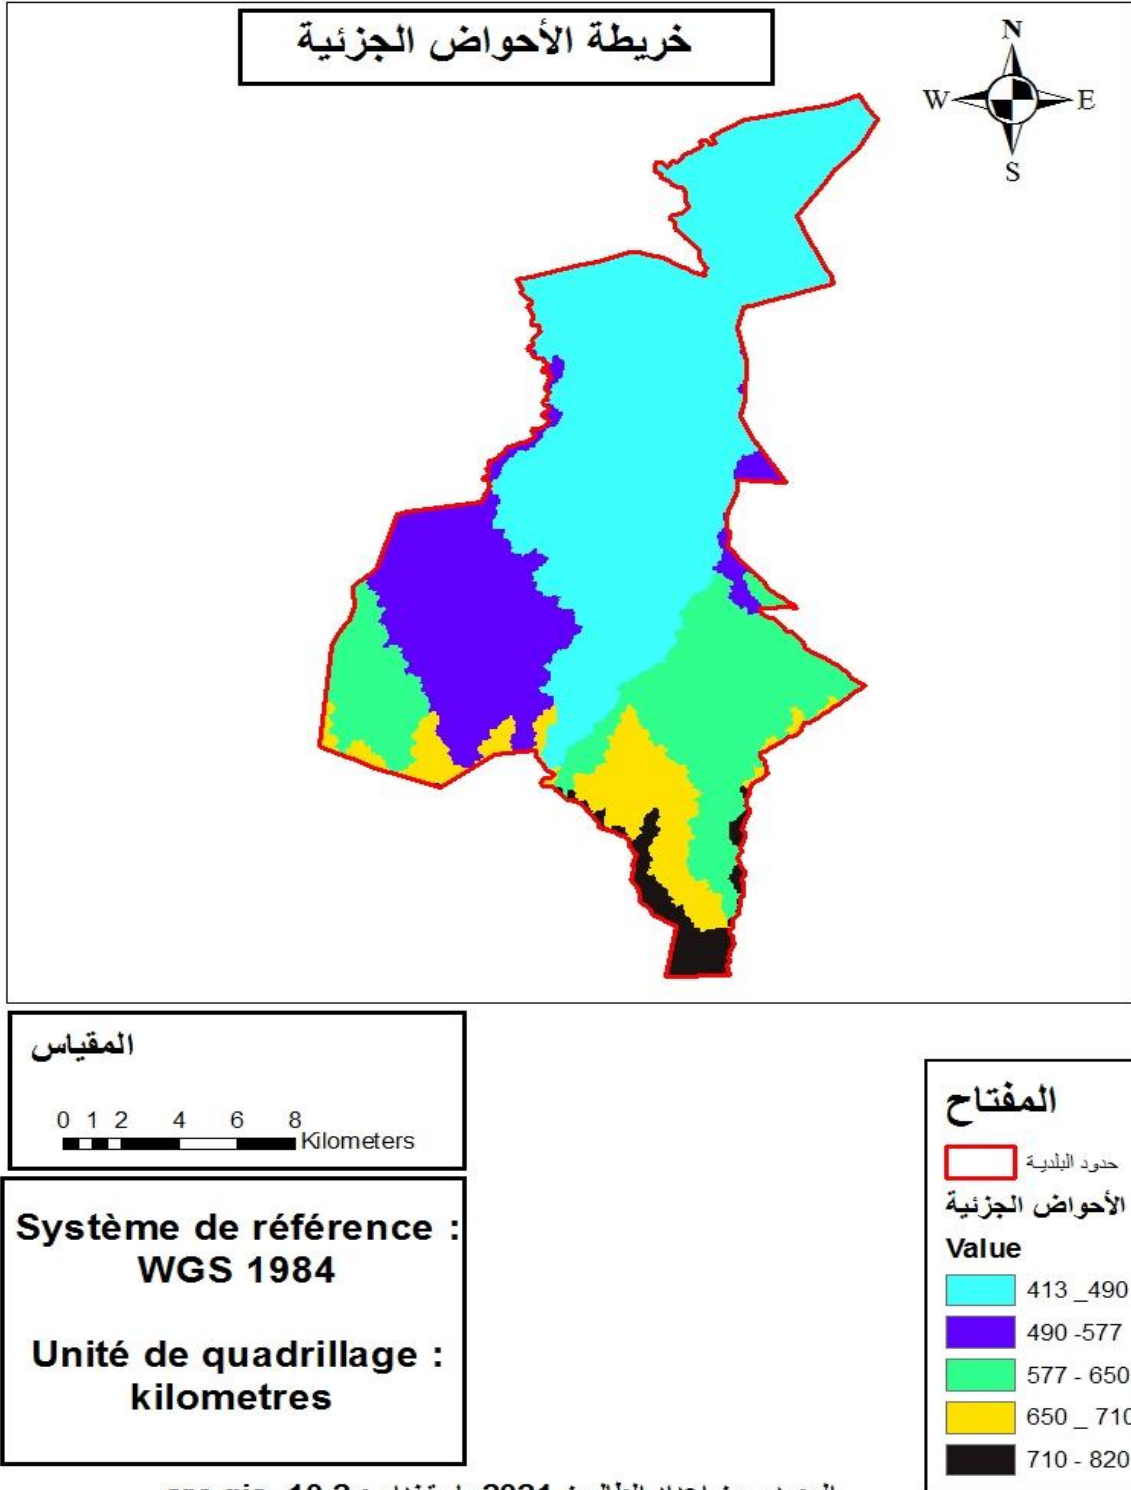 خريطة الأحواض الجزئية
N
W E
S
المقياس
0 1 2 4 6 8
Kilometers
Système de référence :
WGS 1984
Unité de quadrillage :
kilometres
المفتاح
حدود البلدية
الأحواض الجزئية
Value
413 _490
490 -577
577 - 650
650 _ 710
710 - 820